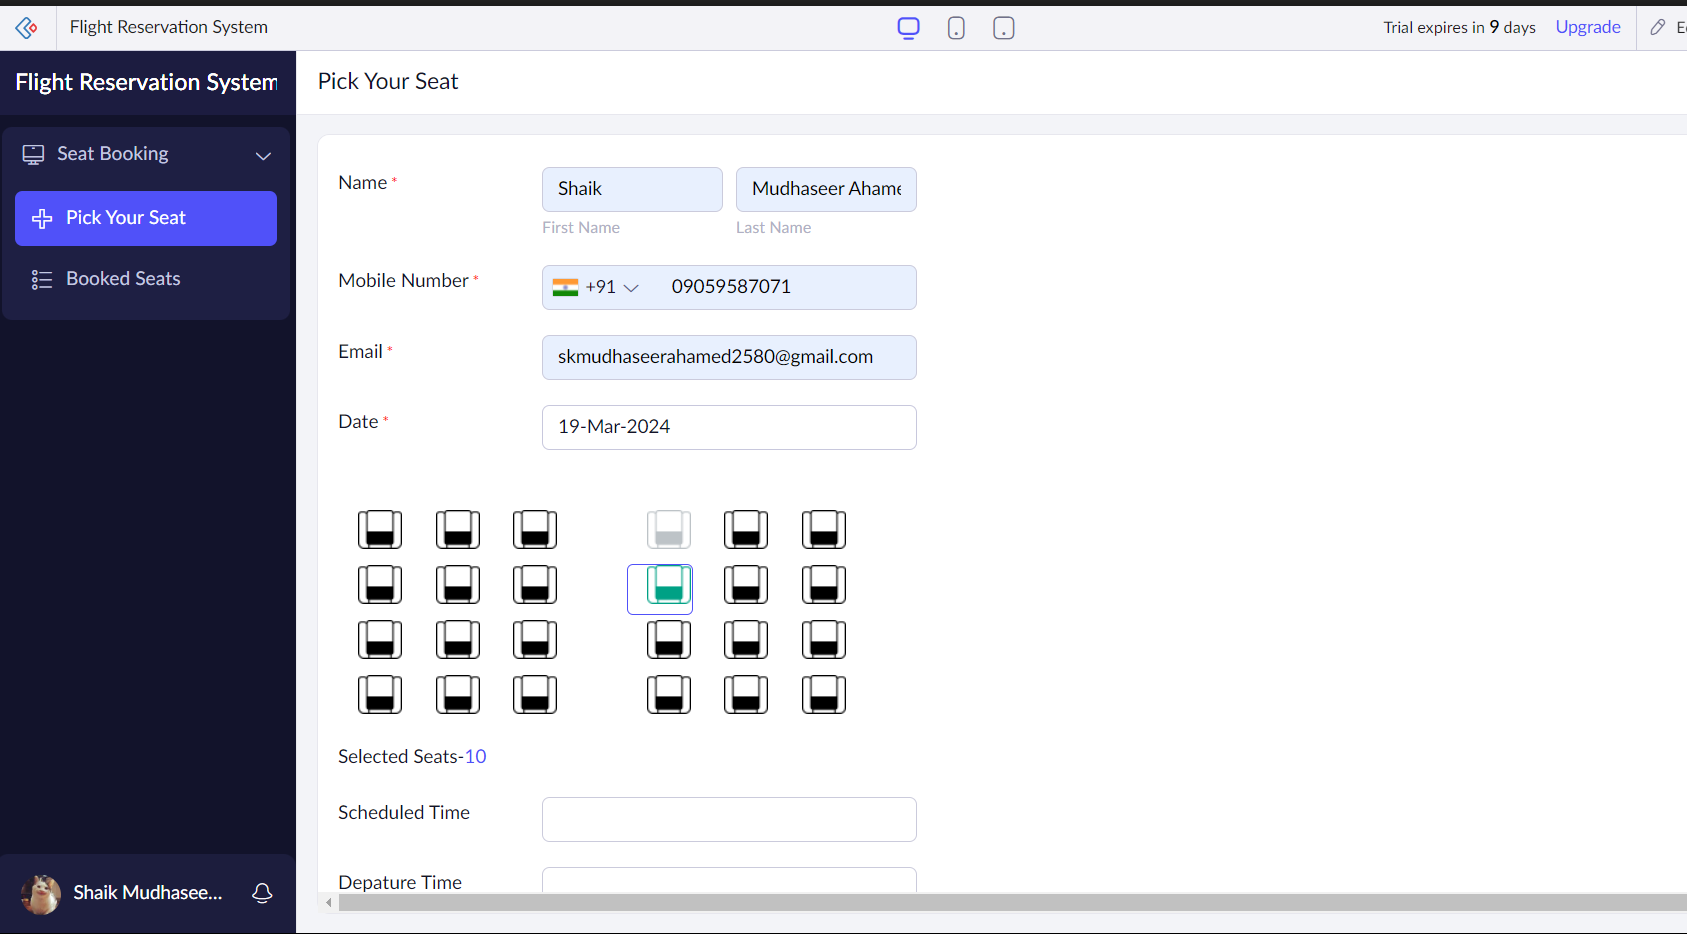 Flight Reservation System
Trial expires in 9 days
Upgrade
Flight Reservation System
Seat Booking
Pick Your Seat
Booked Seats
Shaik Mudhasee...
Pick Your Seat
Name *
Shaik
Mudhaseer Ahame
First Name
Last Name
Mobile Number *
+91
09059587071
Email *
skmudhaseerahamed2580@gmail.com
Date *
19-Mar-2024
Selected Seats-10
Scheduled Time
Depature Time